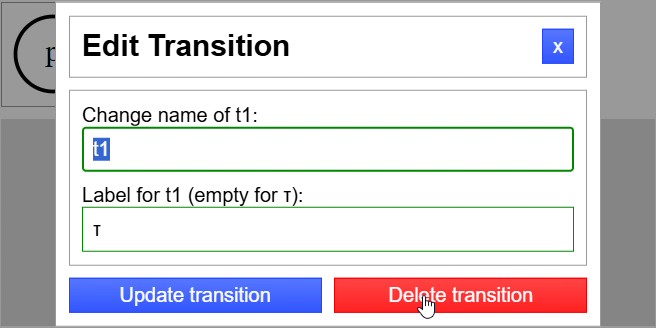 p
Edit Transition
x
Change name of t1:
t1
Label for t1 (empty for τ):
τ
Update transition
Delete transition